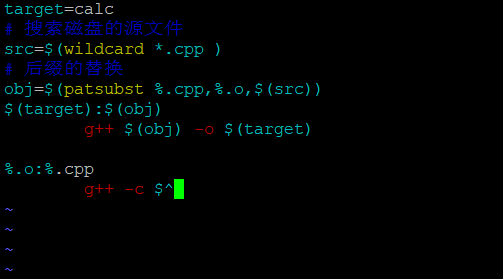 target=calc
# 搜索磁盘的源文件
src=$(wildcard *.cpp )
# 后缀的替换
obj=$(patsubst %.cpp,%.o,$(src))
$(target):$(obj)
        g++ $(obj) -o $(target)

%.o:%.cpp
        g++ -c $^
~
~
~
~